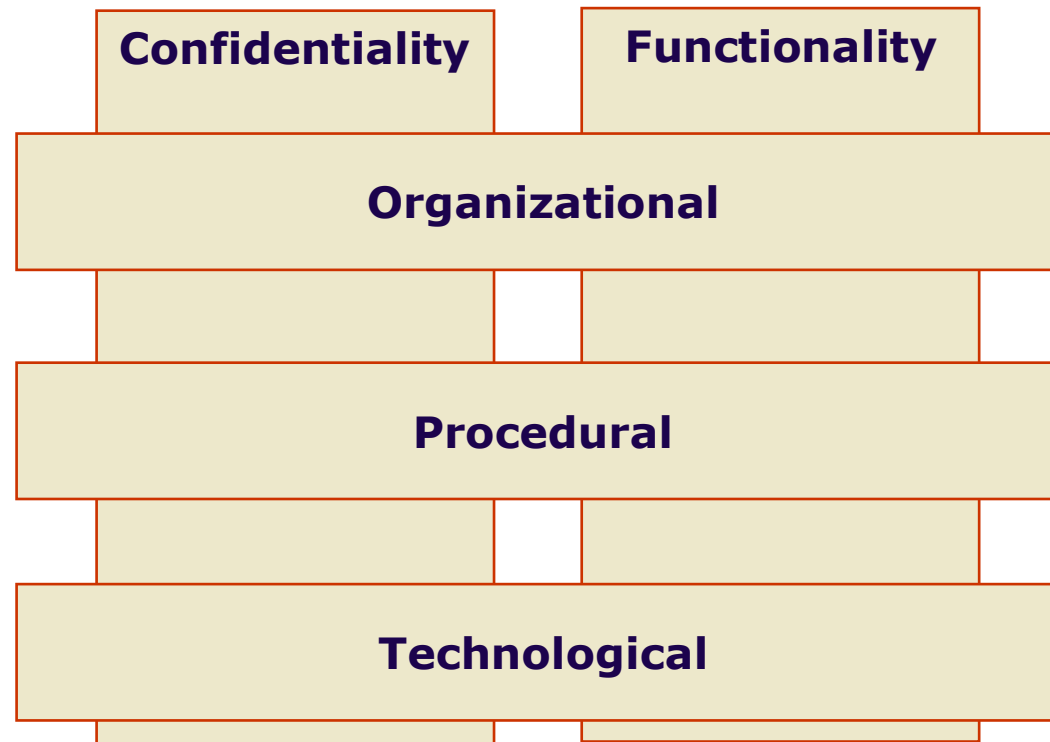 Confidentiality
Functionality
Organizational
Procedural
Technological